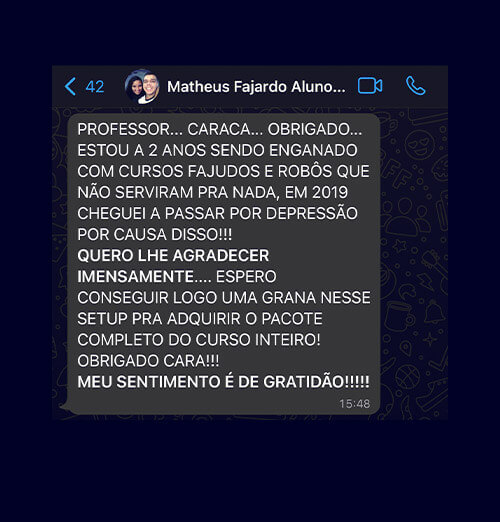 42
Matheus Fajardo Aluno...
PROFESSOR... CARACA... OBRIGADO...
ESTOU A 2 ANOS SENDO ENGANADO
COM CURSOS FAJUDOS E ROBÔS QUE
NÃO SERVIRAM PRA NADA, EM 2019
CHEGUEI A PASSAR POR DEPRESSÃO
POR CAUSA DISSO!!!
QUERO LHE AGRADECER
IMENSAMENTE.... ESPERO
CONSEGUIR LOGO UMA GRANA NESSE
SETUP PRA ADQUIRIR O PACOTE
COMPLETO DO CURSO INTEIRO!
OBRIGADO CARA!!!
MEU SENTIMENTO É DE GRATIDÃO!!!!!
15:48